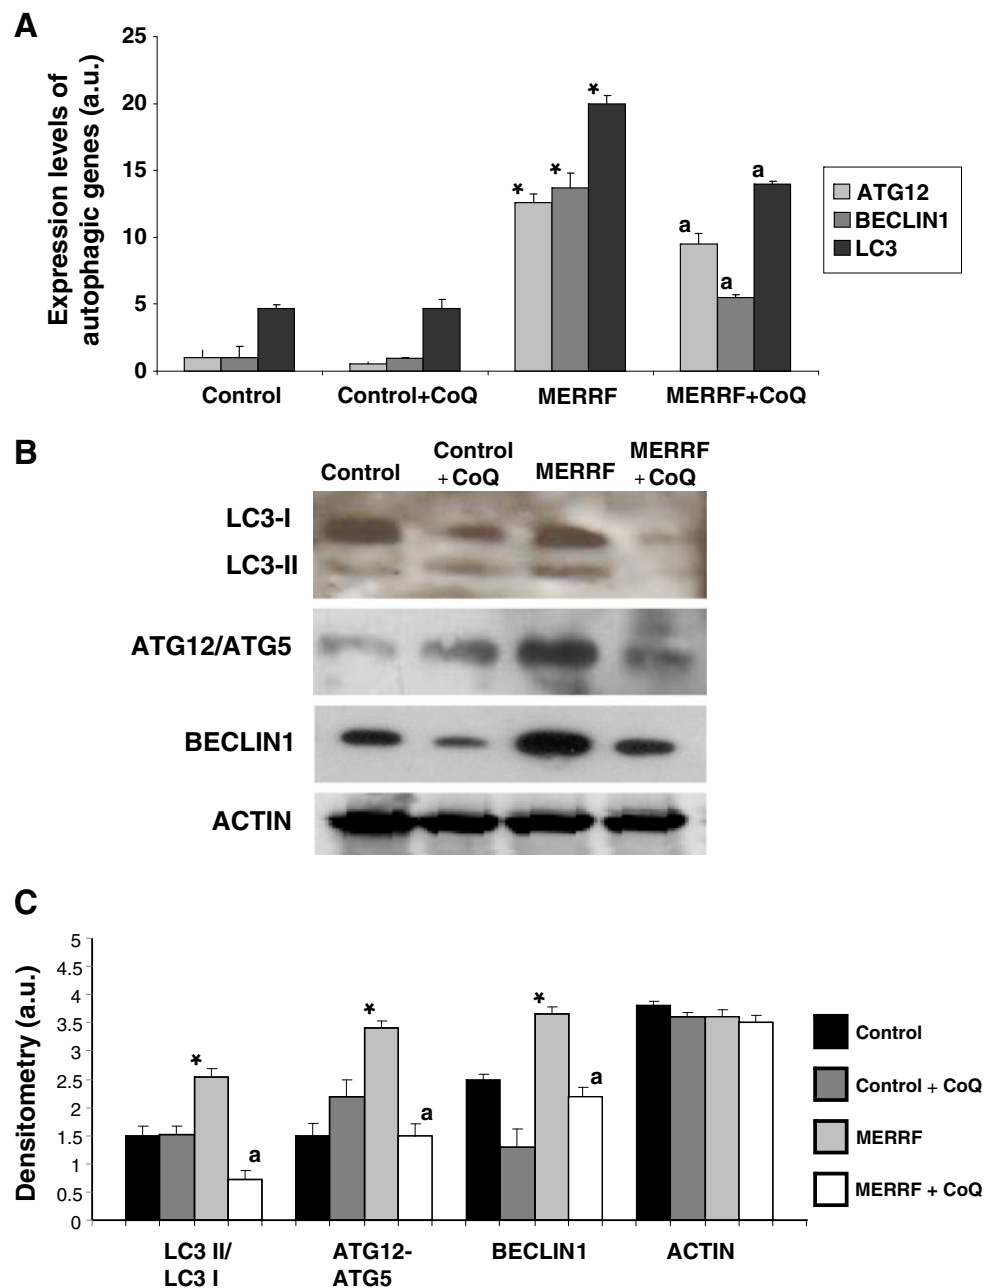 A
Expression levels of
autophagic genes (a.u.)
25
20
15
10
5
0
*
*
*
a
a
a
Control
Control+CoQ
MERRF
MERRF+CoQ
ATG12
BECLIN1
LC3
B
Control
Control
+ CoQ
MERRF
MERRF
+ CoQ
LC3-I
LC3-II
ATG12/ATG5
BECLIN1
ACTIN
C
Densitometry (a.u.)
5
4.5
4
3.5
3
2.5
2
1.5
1
0.5
0
*
a
*
a
*
a
LC3 II/
LC3 I
ATG12-
ATG5
BECLIN1
ACTIN
Control
Control + CoQ
MERRF
MERRF + CoQ